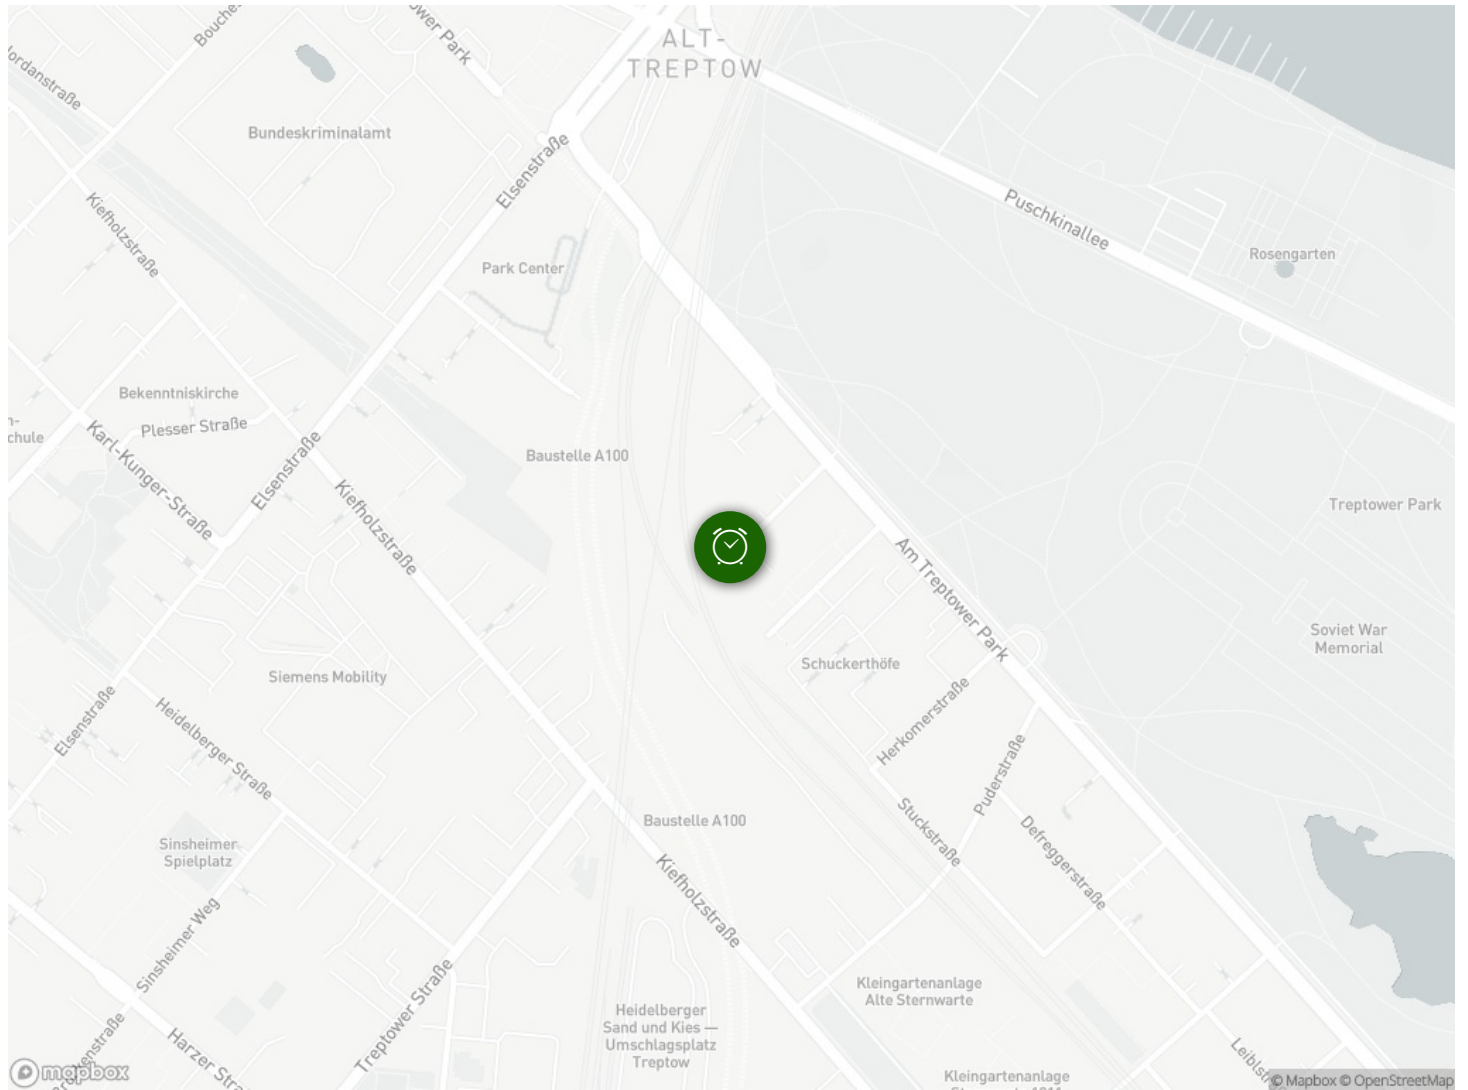 ALT-
TREPTOW
Treptower Park
Bundeskriminalamt
Elsenstraße
Kiefholzstraße
Puschkinallee
Rosengarten
Park Center
Bekenntniskirche
Plesser Straße
Karl-Kunger-Straße
Elsenstraße
Kiefholzstraße
Baustelle A100
Treptower Park
Am Treptower Park
Soviet War
Memorial
Schuckerthöfe
Siemens Mobility
Elsenstraße
Heidelberger Straße
Herkomerstraße
Puderstraße
Stuckstraße
Defreggerstraße
Baustelle A100
Kiefholzstraße
Sinsheimer
Spielplatz
Sinsheimer Weg
Treptower Straße
Harzer
Kleingartenanlage
Alte Sternwarte
Heidelberger
Sand und Kies —
Umschlagsplatz
Treptow
Kleingartenanlage
mapbox
© Mapbox © OpenStreetMap